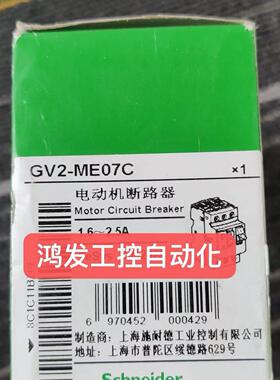 GV2-ME07C
×1
电动机断路器
Motor Circuit Breaker
1.6～2.5A
鸿发工控自动化
8C1C11B
6 970452 000429
制造商：上海施耐德工业控制有限公司
地址：上海市普陀区绥德路629号
Schneider